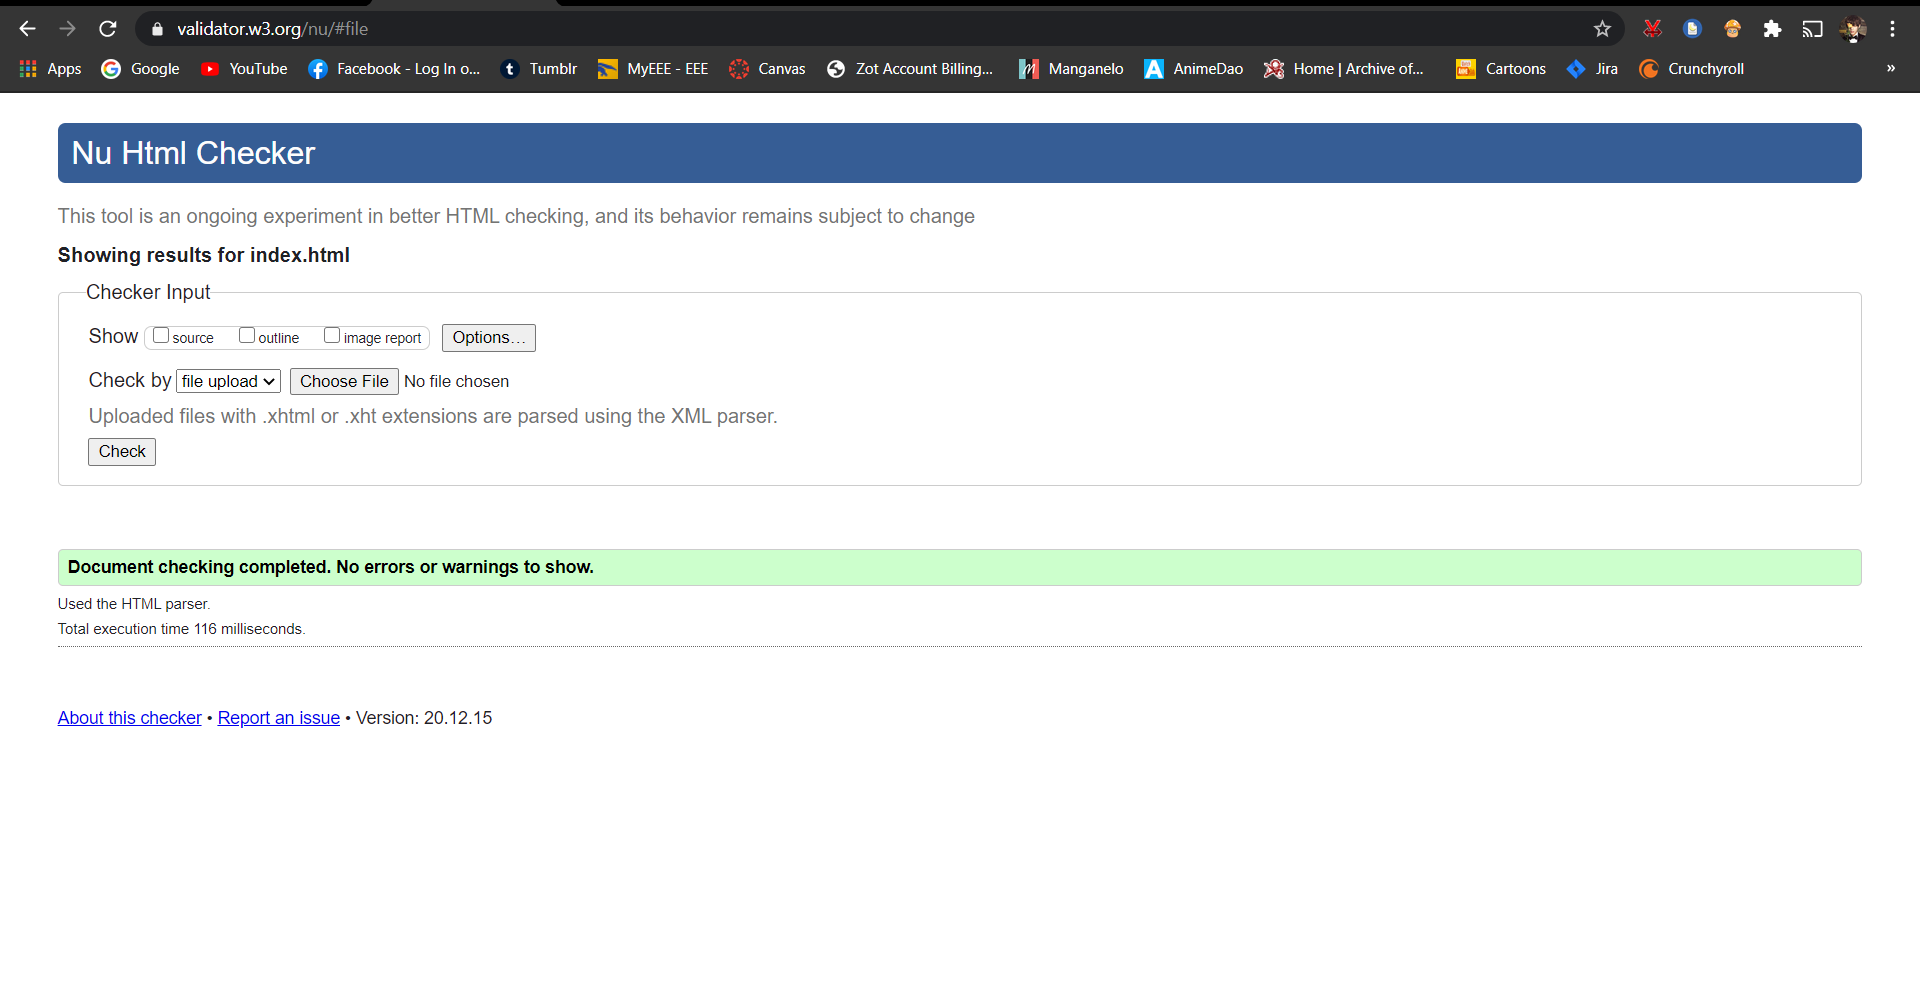 validator.w3.org/nu/#file
Apps Google YouTube Facebook - Log In o... Tumblr MyEEE - EEE Canvas Zot Account Billing... Manganelo AnimeDao Home | Archive of... Cartoons Jira Crunchyroll »
Nu Html Checker
This tool is an ongoing experiment in better HTML checking, and its behavior remains subject to change
Showing results for index.html
Checker Input
Show source outline image report Options...
Check by file upload Choose File No file chosen
Uploaded files with .xhtml or .xht extensions are parsed using the XML parser.
Check
Document checking completed. No errors or warnings to show.
Used the HTML parser.
Total execution time 116 milliseconds.
About this checker • Report an issue • Version: 20.12.15